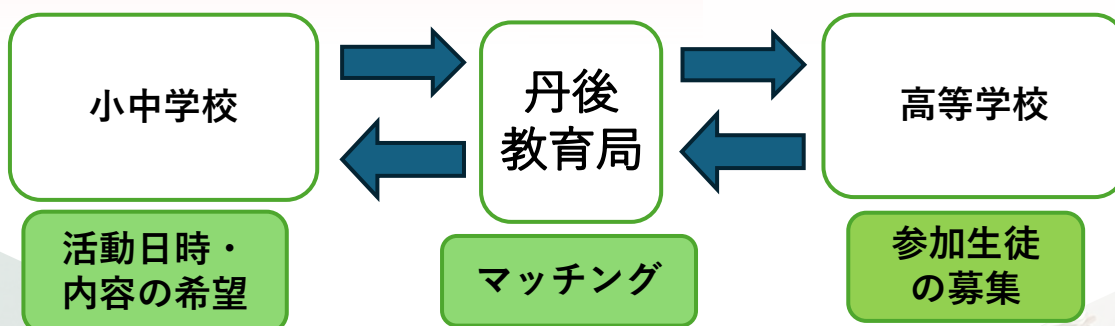 小中学校
丹後
教育局
高等学校
活動日時・
内容の希望
マッチング
参加生徒
の募集